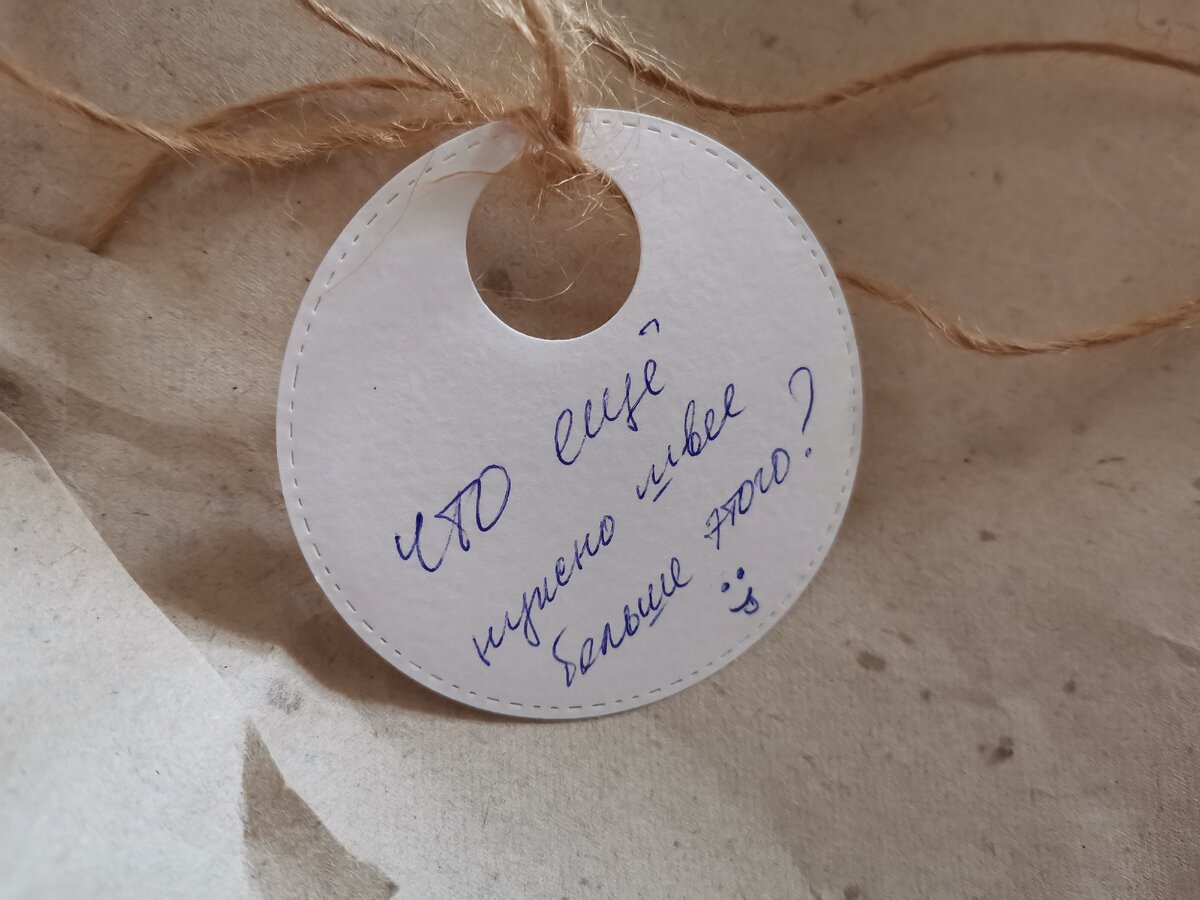 что ещё
нужно швее
больше этого?